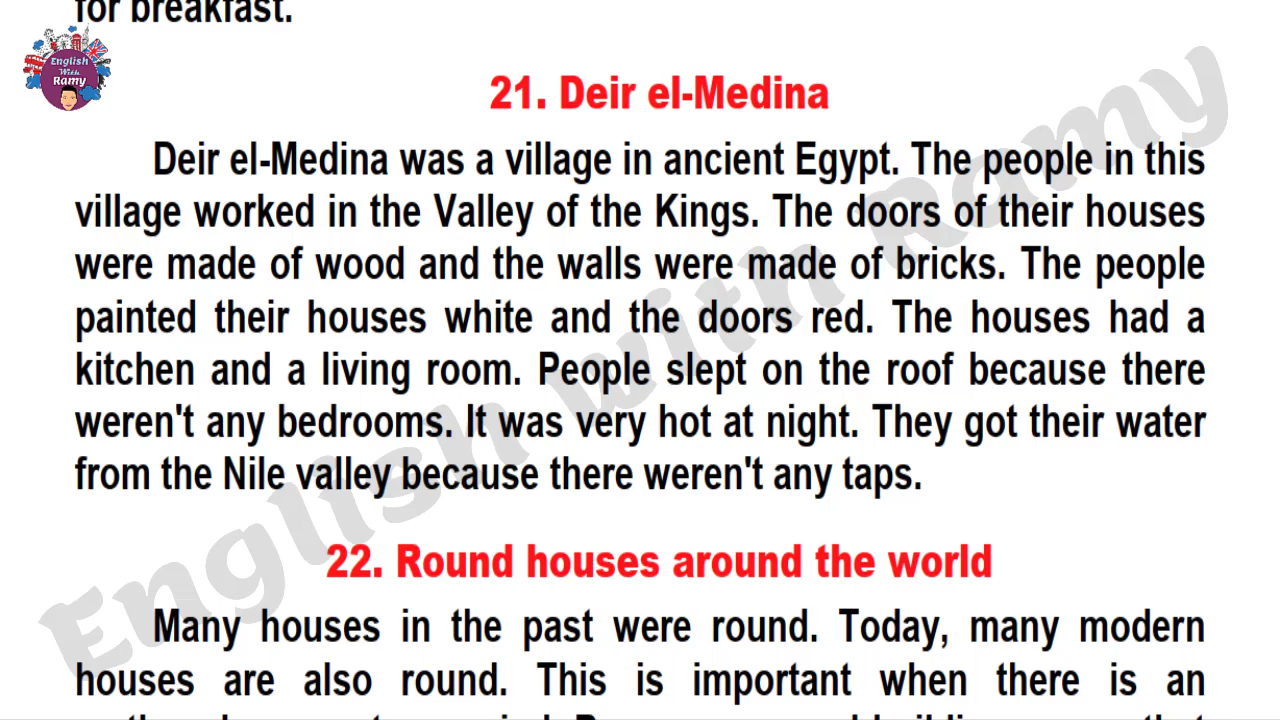 for breakfast.
English
With
Ramy
21. Deir el-Medina
Deir el-Medina was a village in ancient Egypt. The people in this
village worked in the Valley of the Kings. The doors of their houses
were made of wood and the walls were made of bricks. The people
painted their houses white and the doors red. The houses had a
kitchen and a living room. People slept on the roof because there
weren't any bedrooms. It was very hot at night. They got their water
from the Nile valley because there weren't any taps.
22. Round houses around the world
Many houses in the past were round. Today, many modern
houses are also round. This is important when there is an
English with Ramy